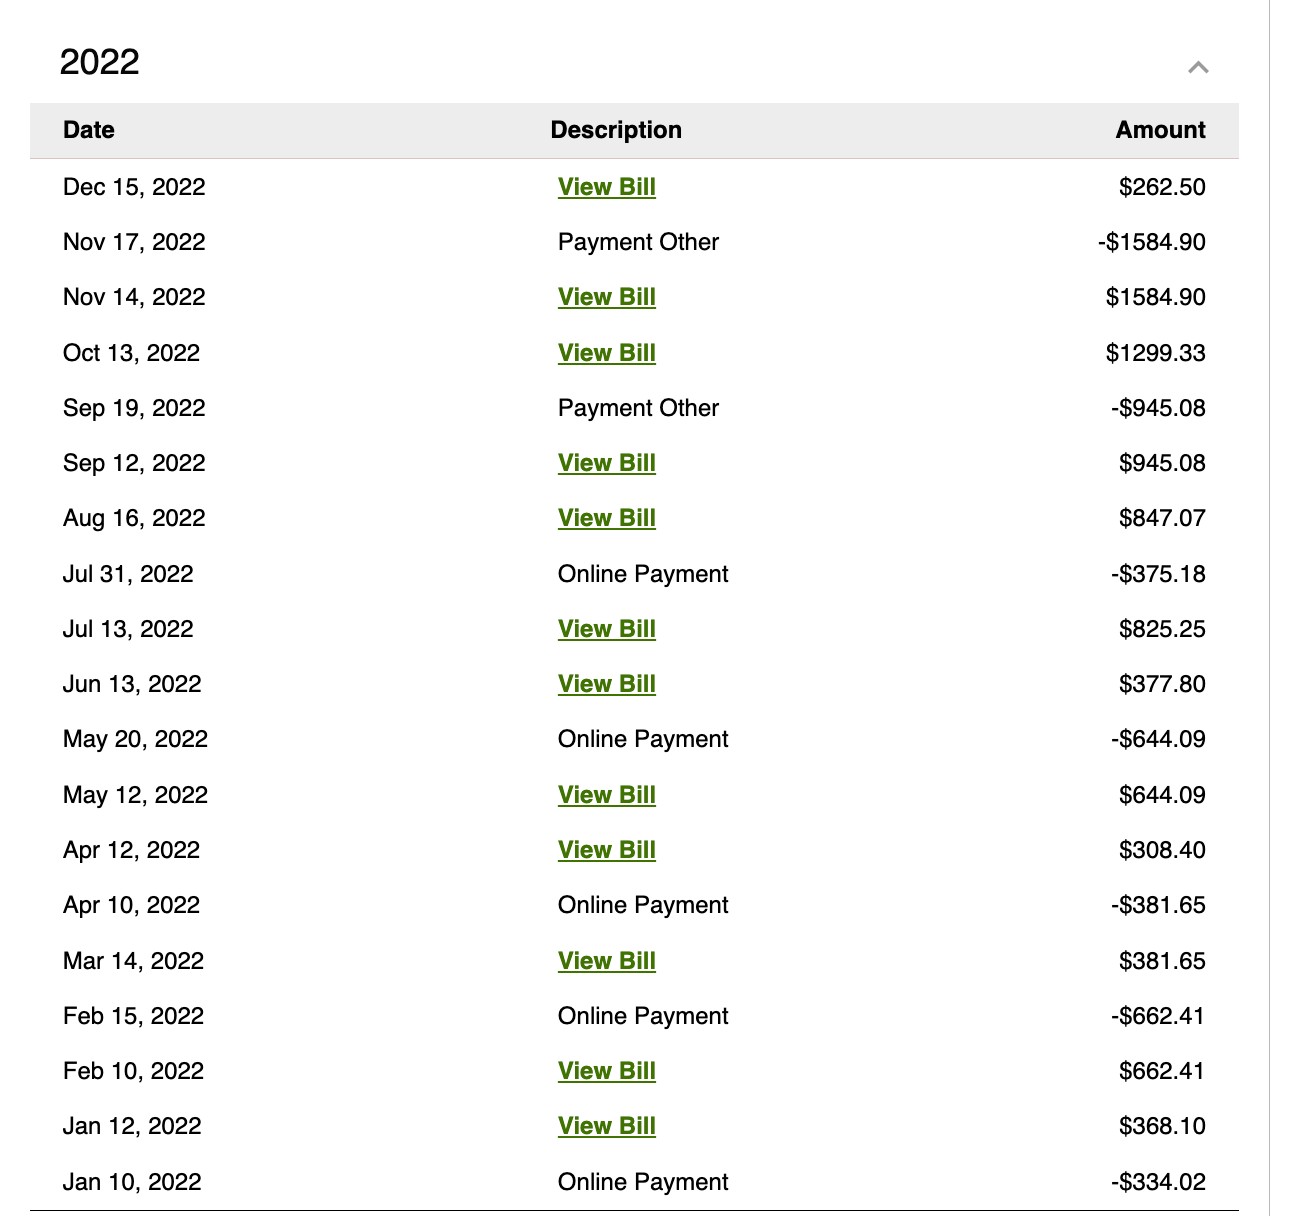 2022
Date Description Amount
Dec 15, 2022 View Bill $262.50
Nov 17, 2022 Payment Other -$1584.90
Nov 14, 2022 View Bill $1584.90
Oct 13, 2022 View Bill $1299.33
Sep 19, 2022 Payment Other -$945.08
Sep 12, 2022 View Bill $945.08
Aug 16, 2022 View Bill $847.07
Jul 31, 2022 Online Payment -$375.18
Jul 13, 2022 View Bill $825.25
Jun 13, 2022 View Bill $377.80
May 20, 2022 Online Payment -$644.09
May 12, 2022 View Bill $644.09
Apr 12, 2022 View Bill $308.40
Apr 10, 2022 Online Payment -$381.65
Mar 14, 2022 View Bill $381.65
Feb 15, 2022 Online Payment -$662.41
Feb 10, 2022 View Bill $662.41
Jan 12, 2022 View Bill $368.10
Jan 10, 2022 Online Payment -$334.02